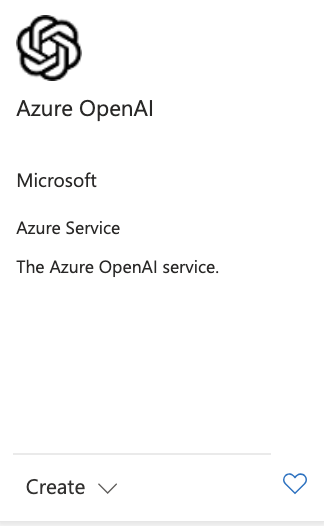 Azure OpenAI
Microsoft
Azure Service
The Azure OpenAI service.
Create